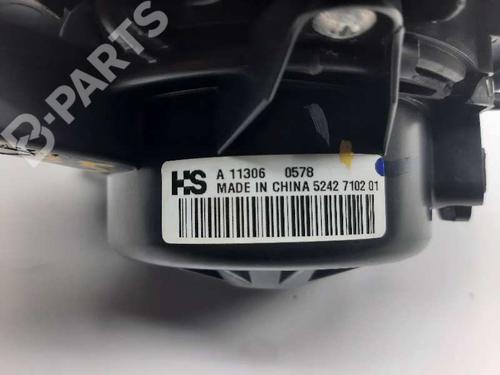 B-PARTS
HS A 11306 0578
MADE IN CHINA 5242 7102 01